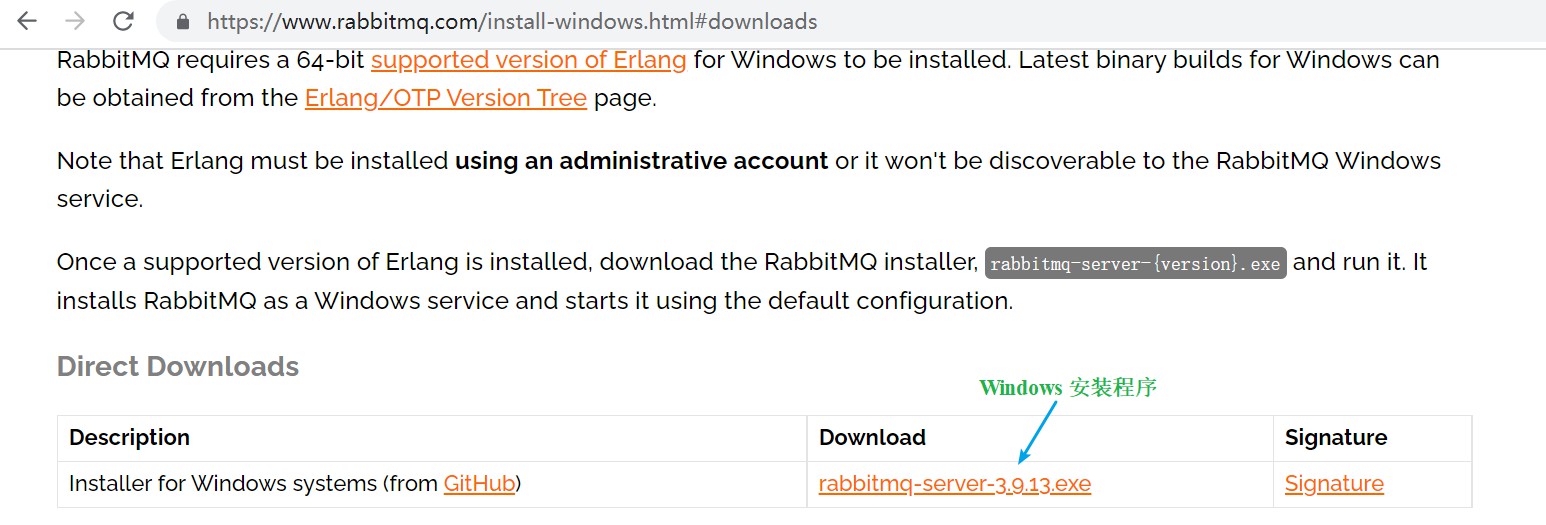 https://www.rabbitmq.com/install-windows.html#downloads
RabbitMQ requires a 64-bit supported version of Erlang for Windows to be installed. Latest binary builds for Windows can
be obtained from the Erlang/OTP Version Tree page.
Note that Erlang must be installed using an administrative account or it won't be discoverable to the RabbitMQ Windows
service.
Once a supported version of Erlang is installed, download the RabbitMQ installer, rabbitmq-server-{version}.exe and run it. It
installs RabbitMQ as a Windows service and starts it using the default configuration.
Direct Downloads
Windows 安装程序
Description Download Signature
Installer for Windows systems (from GitHub) rabbitmq-server-3.9.13.exe Signature